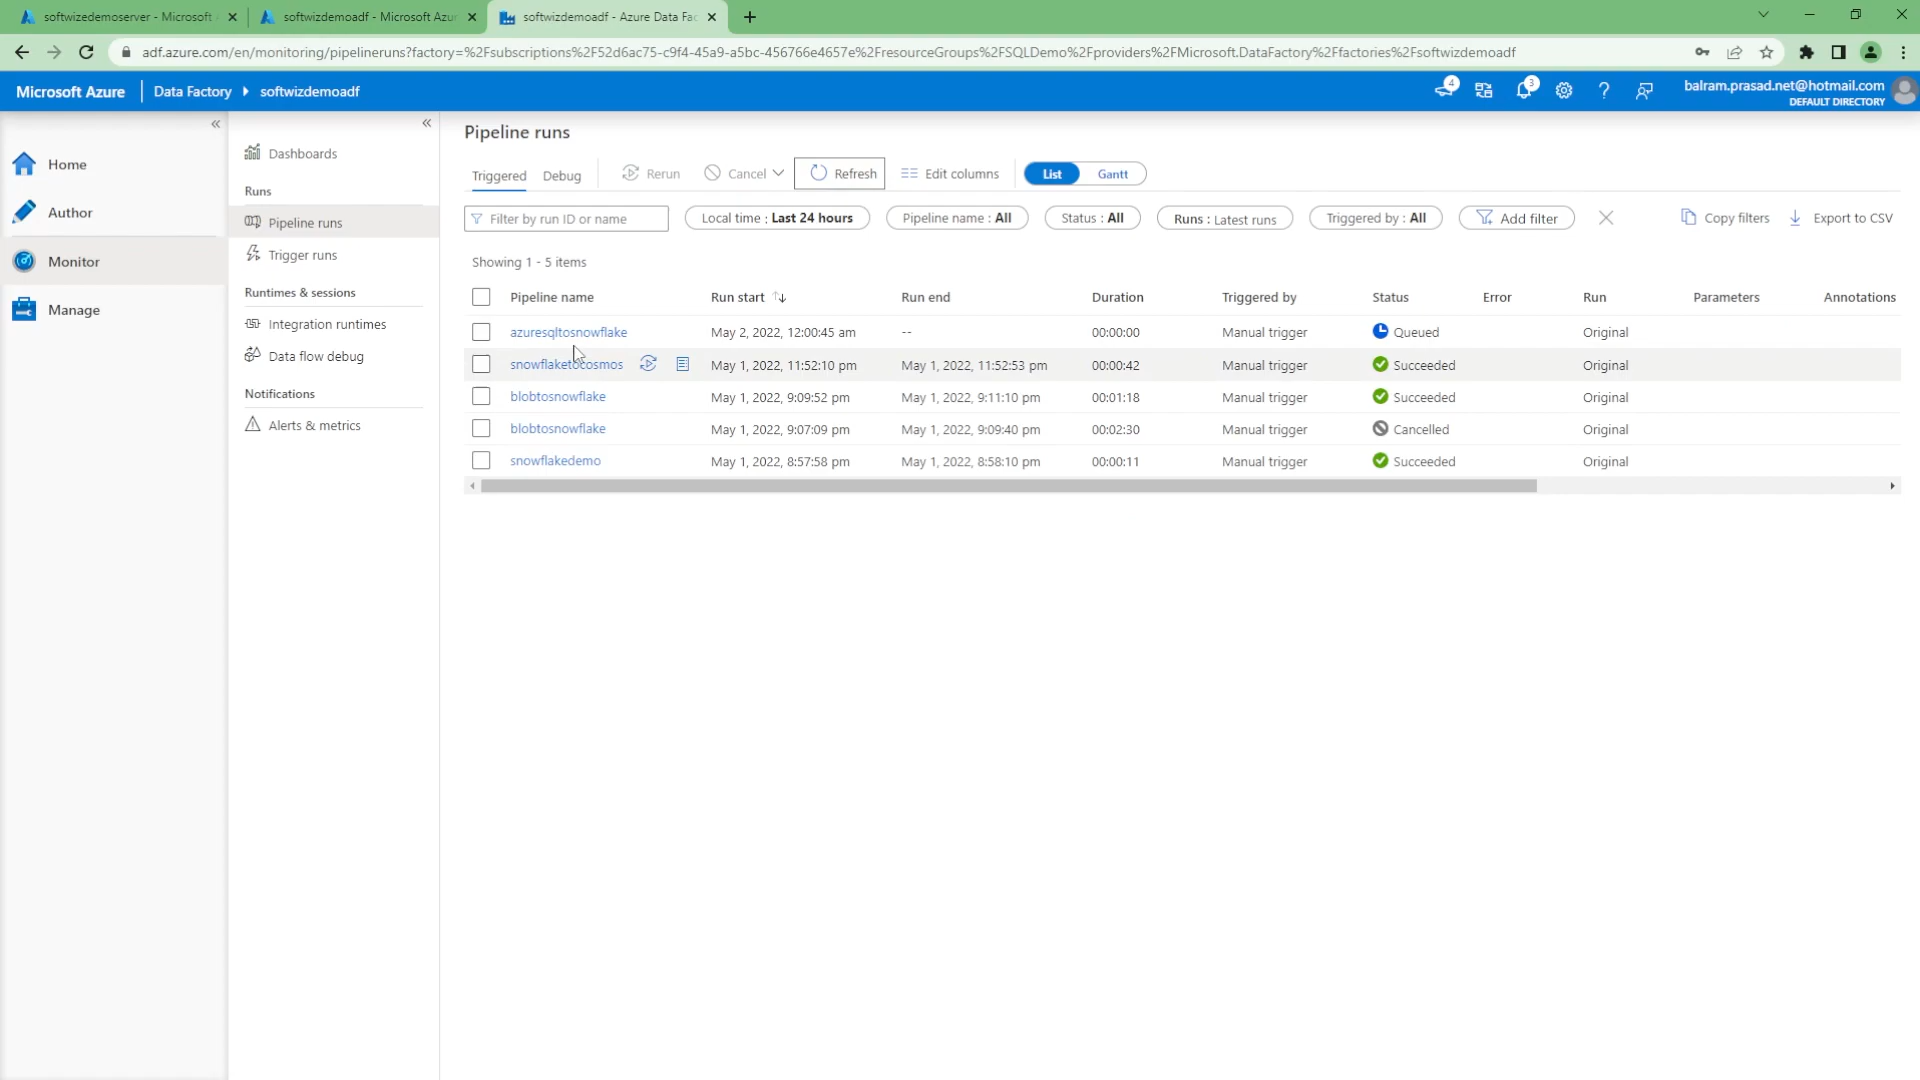 softwizedemoserver - Microsoft
softwizdemoadf - Microsoft Azu
softwizdemoadf - Azure Data Fac
adf.azure.com/en/monitoring/pipelineruns?factory=%2Fsubscriptions%2F52d6ac75-c9f4-45a9-a5bc-456766e4657e%2FresourceGroups%2FSQLDemo%2Fproviders%2FMicrosoft.DataFactory%2Ffactories%2Fsoftwizdemoadf
Microsoft Azure
Data Factory
softwizdemoadf
4
3
balram.prasad.net@hotmail.com
DEFAULT DIRECTORY
Home
Author
Monitor
Manage
Dashboards
Runs
Pipeline runs
Trigger runs
Runtimes & sessions
Integration runtimes
Data flow debug
Notifications
Alerts & metrics
Pipeline runs
Triggered Debug Rerun Cancel Refresh Edit columns List Gantt
Filter by run ID or name Local time : Last 24 hours Pipeline name : All Status : All Runs : Latest runs Triggered by : All Add filter Copy filters Export to CSV
Showing 1 - 5 items
Pipeline name Run start Run end Duration Triggered by Status Error Run Parameters Annotations
azuresqltosnowflake May 2, 2022, 12:00:45 am -- 00:00:00 Manual trigger Queued Original
snowflaketocosmos May 1, 2022, 11:52:10 pm May 1, 2022, 11:52:53 pm 00:00:42 Manual trigger Succeeded Original
blobtosnowflake May 1, 2022, 9:09:52 pm May 1, 2022, 9:11:10 pm 00:01:18 Manual trigger Succeeded Original
blobtosnowflake May 1, 2022, 9:07:09 pm May 1, 2022, 9:09:40 pm 00:02:30 Manual trigger Cancelled Original
snowflakedemo May 1, 2022, 8:57:58 pm May 1, 2022, 8:58:10 pm 00:00:11 Manual trigger Succeeded Original